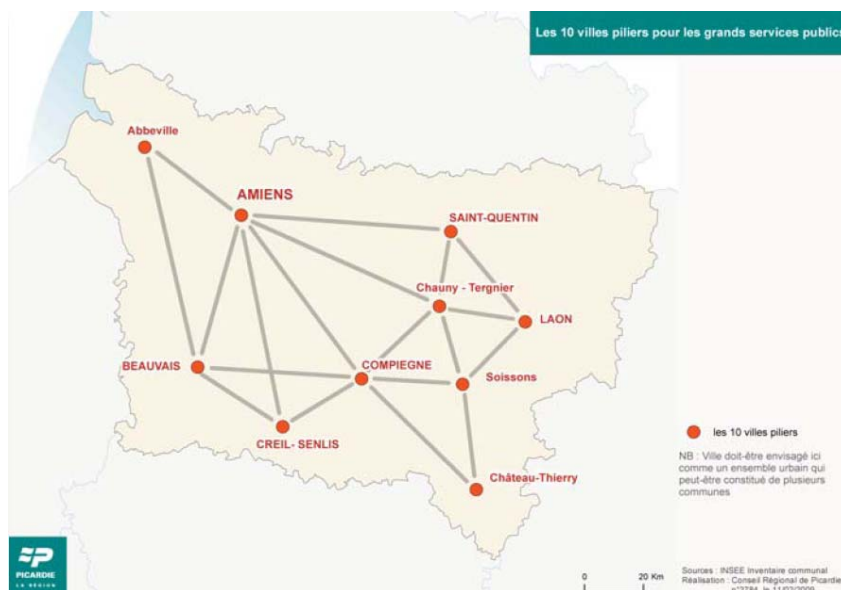 Les 10 villes piliers pour les grands services publics
Abbeville
AMIENS
SAINT-QUENTIN
Chauny - Tergnier
LAON
BEAUVAIS
COMPIEGNE
Soissons
CREIL- SENLIS
Château-Thierry
les 10 villes piliers
NB : Ville doit-être envisagé ici
comme un ensemble urbain qui
peut-être constitué de plusieurs
communes
PICARDIE
LA RÉGION
0 20 Km
Sources : INSEE Inventaire communal
Réalisation : Conseil Régional de Picardie